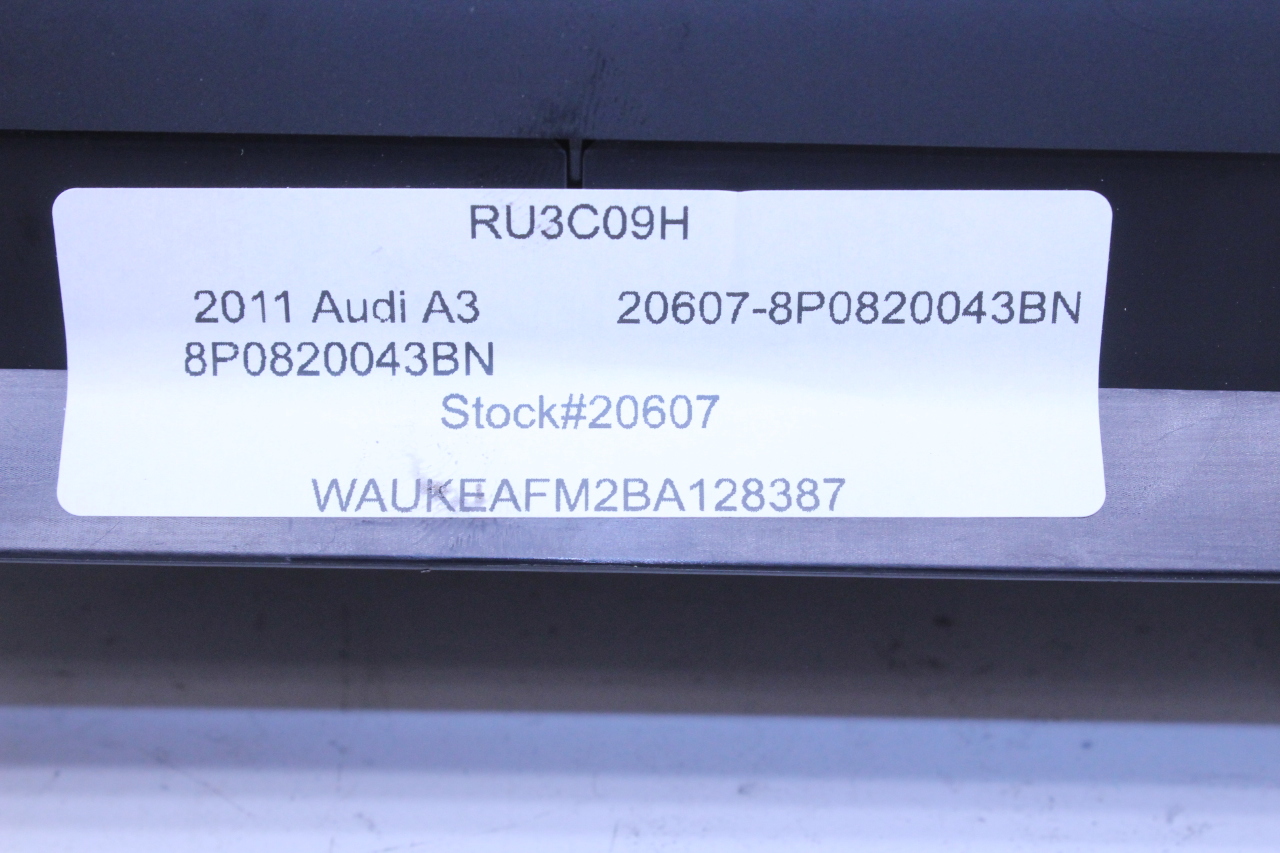 RU3C09H
2011 Audi A3 20607-8P0820043BN
8P0820043BN
Stock#20607
WAUKEAFM2BA128387